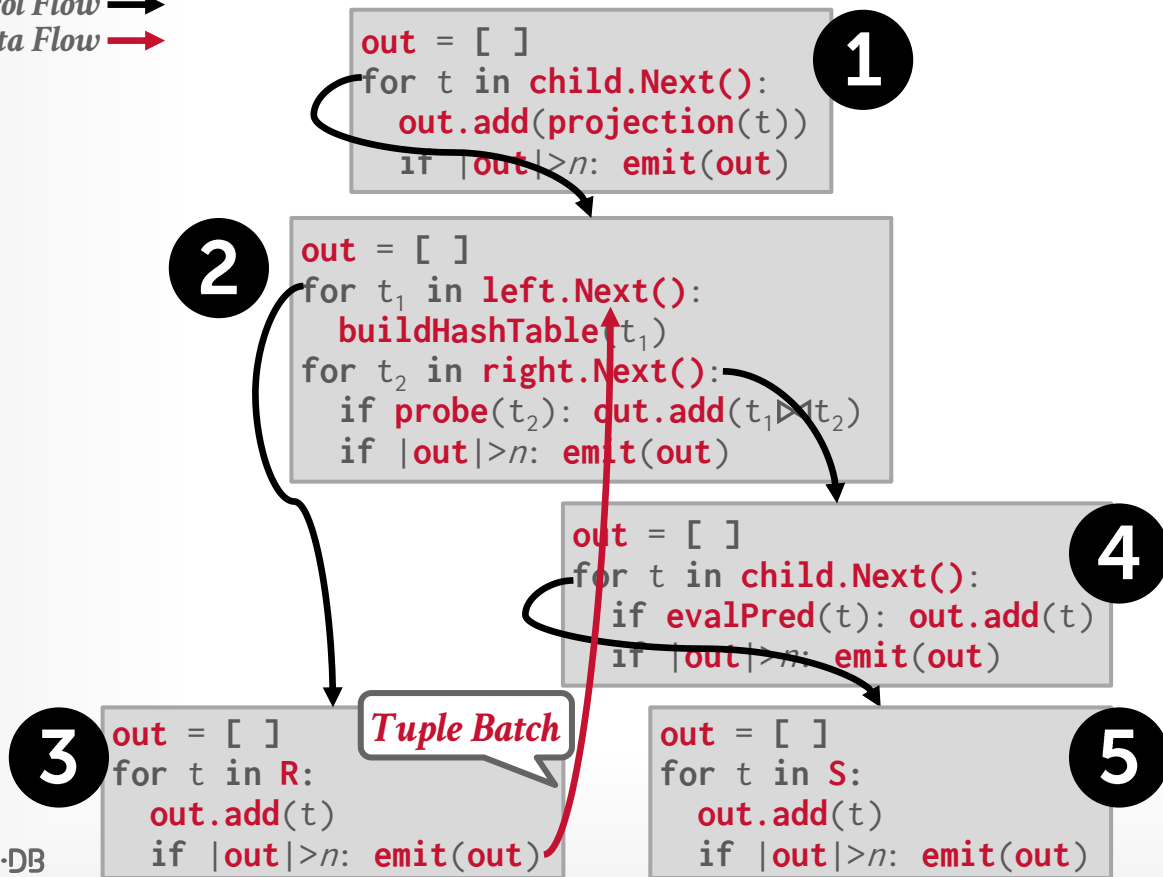 ol Flow
ta Flow
1
out = [ ]
for t in child.Next():
out.add(projection(t))
if |out|>n: emit(out)
2
out = [ ]
for t₁ in left.Next():
buildHashTable(t₁)
for t₂ in right.Next():
if probe(t₂): out.add(t₁⨝t₂)
if |out|>n: emit(out)
4
out = [ ]
for t in child.Next():
if evalPred(t): out.add(t)
if |out|>n: emit(out)
3
Tuple Batch
out = [ ]
for t in R:
out.add(t)
if |out|>n: emit(out)
5
out = [ ]
for t in S:
out.add(t)
if |out|>n: emit(out)
·DB